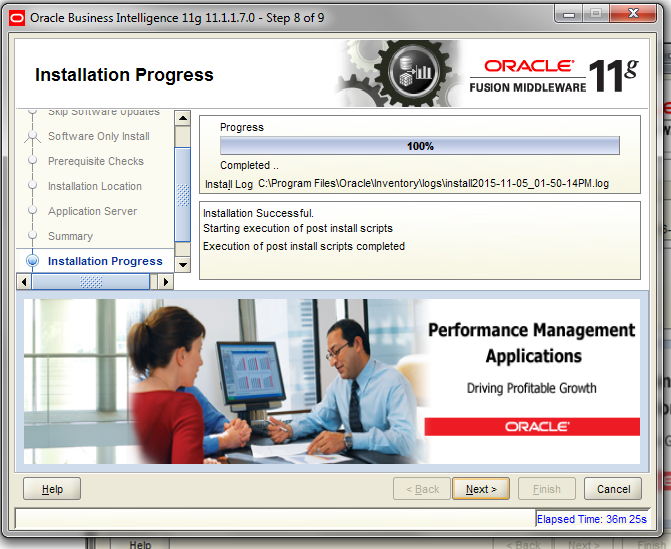 Oracle Business Intelligence 11g 11.1.1.7.0 - Step 8 of 9
Installation Progress
ORACLE
FUSION MIDDLEWARE 11g
Skip Software Updates
Software Only Install
Prerequisite Checks
Installation Location
Application Server
Summary
Installation Progress
Progress
100%
Completed ..
Install Log C:\Program Files\Oracle\Inventory\logs\install2015-11-05_01-50-14PM.log
Installation Successful.
Starting execution of post install scripts
Execution of post install scripts completed
Performance Management
Applications
Driving Profitable Growth
ORACLE
Help
< Back
Next >
Finish
Cancel
Elapsed Time: 36m 25s
Help
< Back
Next >
Finish